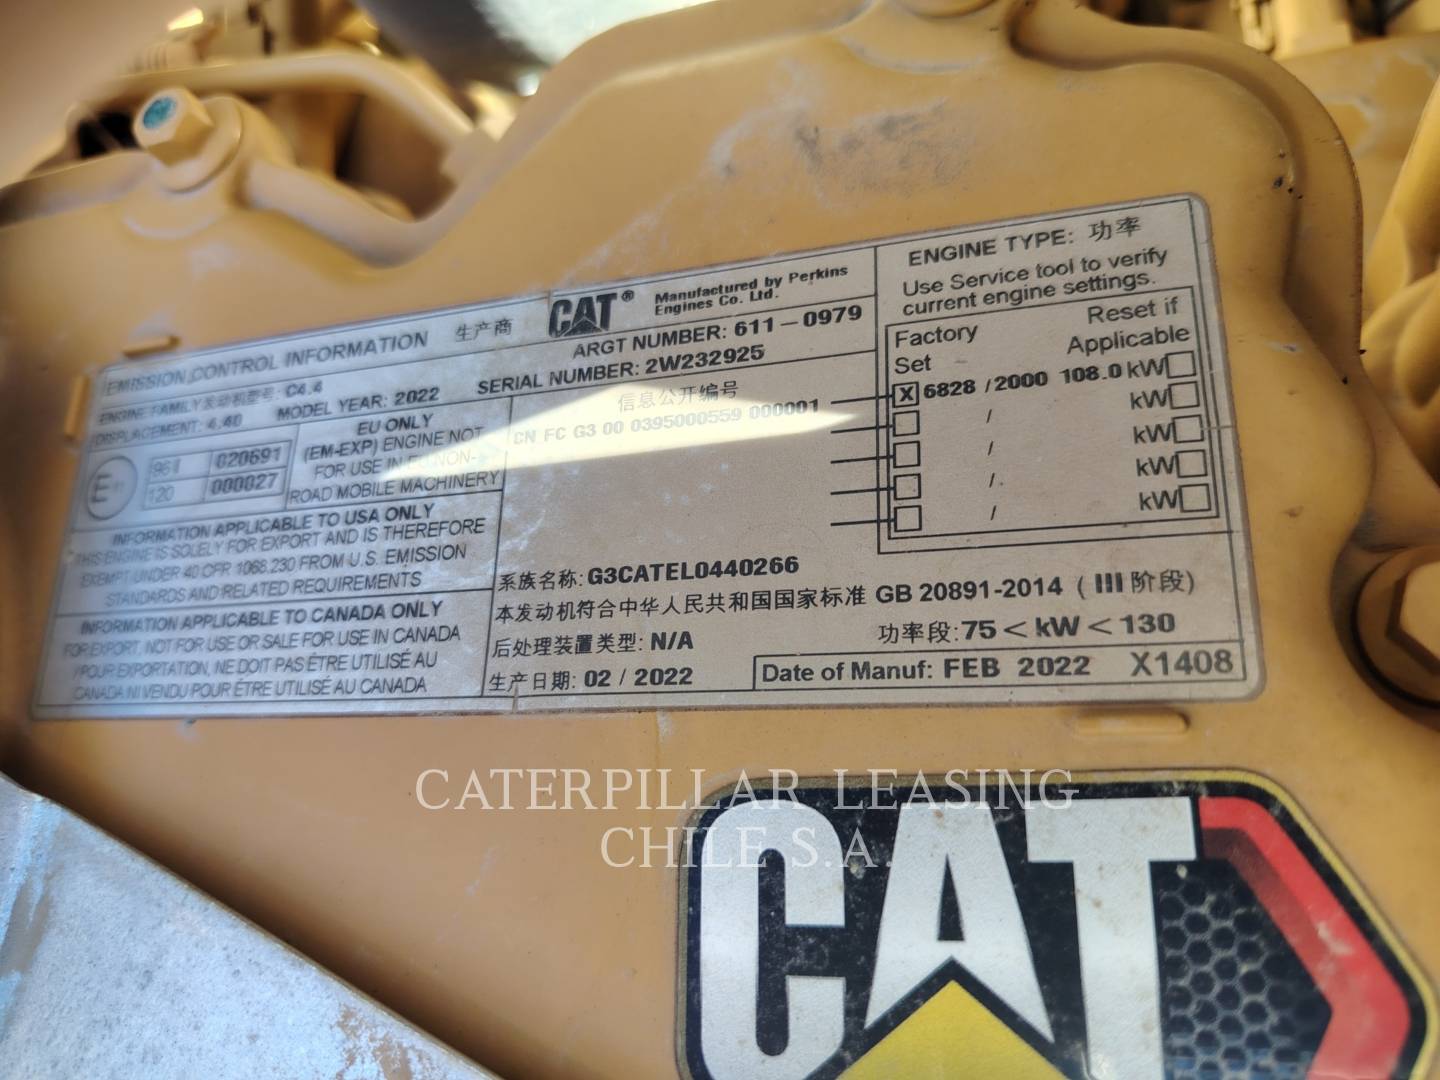 EMISSION CONTROL INFORMATION 生产商 CAT® Manufactured by Perkins
Engines Co. Ltd.
ENGINE FAMILY 发动机型号: C4.4 ARGT NUMBER: 611-0979
DISPLACEMENT: 4.40 MODEL YEAR: 2022 SERIAL NUMBER: 2W232925
E 96 020691
120 000027
EU ONLY
(EM-EXP) ENGINE NOT
FOR USE IN EU NON-
ROAD MOBILE MACHINERY
INFORMATION APPLICABLE TO USA ONLY
THIS ENGINE IS SOLELY FOR EXPORT AND IS THEREFORE
EXEMPT UNDER 40 CFR 1068.230 FROM U.S. EMISSION
STANDARDS AND RELATED REQUIREMENTS
INFORMATION APPLICABLE TO CANADA ONLY
FOR EXPORT, NOT FOR USE OR SALE FOR USE IN CANADA
/ POUR EXPORTATION, NE DOIT PAS ÊTRE UTILISÉ AU
CANADA NI VENDU POUR ÊTRE UTILISÉ AU CANADA
信息公开编号
CN FC G3 00 0395000559 000001
ENGINE TYPE: 功率
Use Service tool to verify
current engine settings.
Factory Set
Reset if Applicable
X 6828 / 2000 108.0 kW
/ kW
/ kW
/ kW
/ kW
系族名称: G3CATEL0440266
本发动机符合中华人民共和国国家标准 GB 20891-2014 ( III 阶段)
后处理装置类型: N/A 功率段: 75 < kW < 130
生产日期: 02 / 2022 Date of Manuf: FEB 2022 X1408
CATERPILLAR LEASING
CHILE S.A.
CAT